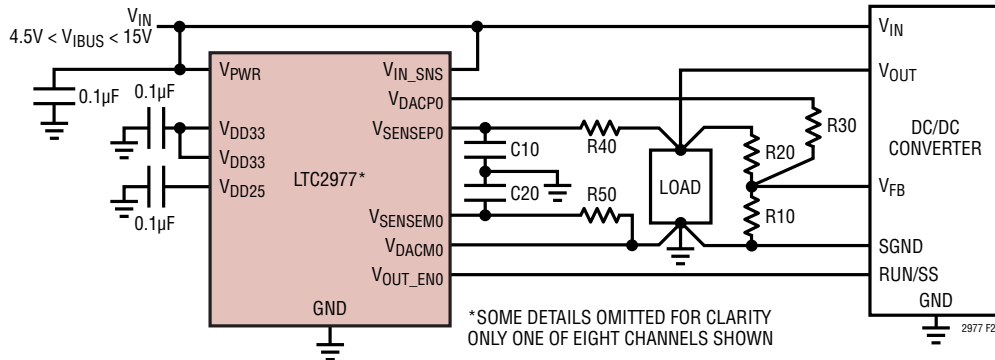 VIN
4.5V < VIBUS < 15V
0.1µF
0.1µF
0.1µF
VPWR
VDD33
VDD33
VDD25
LTC2977*
GND
VIN_SNS
VDACP0
VSENSEP0
VSENSEM0
VDACM0
VOUT_EN0
C10
C20
R40
R50
LOAD
R20
R10
R30
VIN
VOUT
DC/DC
CONVERTER
VFB
SGND
RUN/SS
GND
*SOME DETAILS OMITTED FOR CLARITY
ONLY ONE OF EIGHT CHANNELS SHOWN